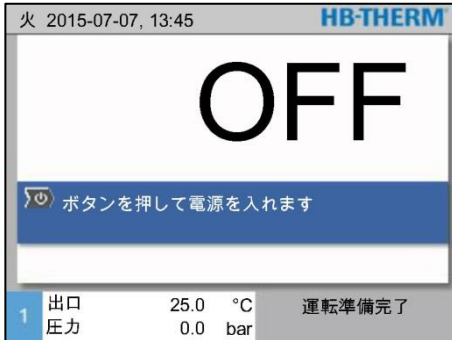 火 2015-07-07, 13:45 HB-THERM
OFF
ボタンを押して電源を入れます
1 出口 25.0 °C 運転準備完了
圧力 0.0 bar